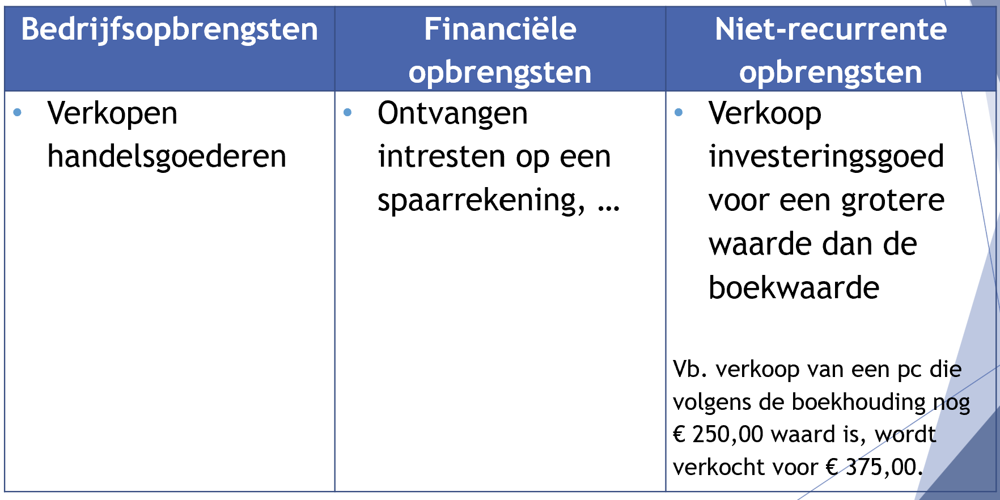 Bedrijfsopbrengsten
Financiële
opbrengsten
Niet-recurrente
opbrengsten
• Verkopen
handelsgoederen
• Ontvangen
intresten op een
spaarrekening, …
• Verkoop
investeringsgoed
voor een grotere
waarde dan de
boekwaarde
Vb. verkoop van een pc die
volgens de boekhouding nog
€ 250,00 waard is, wordt
verkocht voor € 375,00.